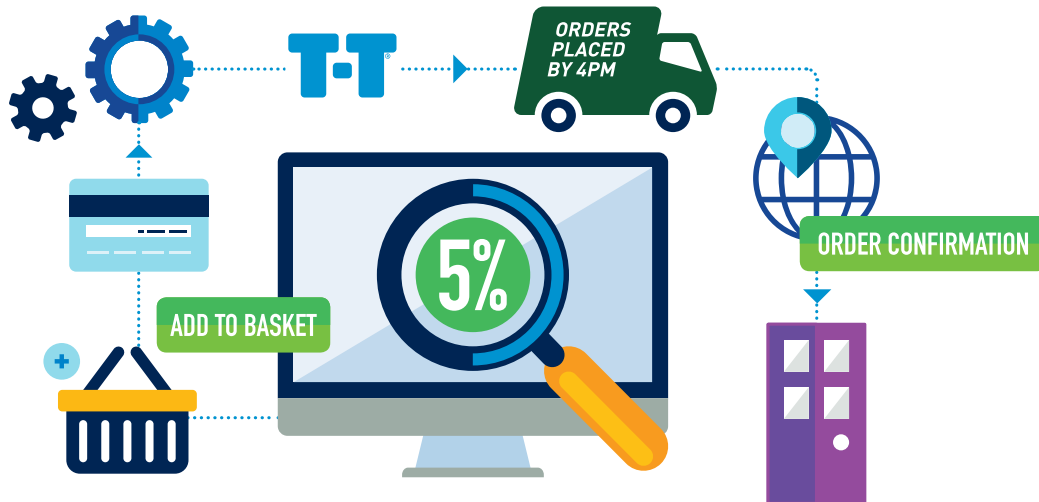 T-T®
ORDERS
PLACED
BY 4PM
5%
ORDER CONFIRMATION
ADD TO BASKET